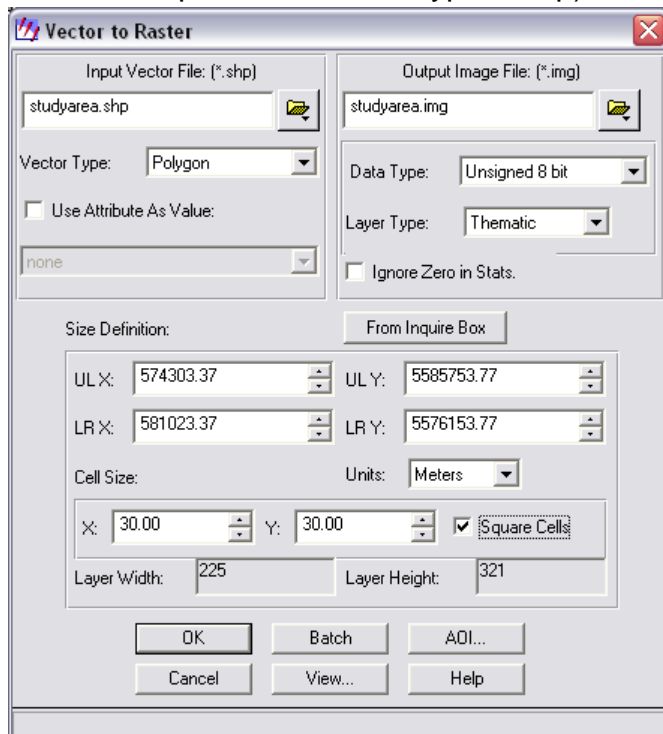 Vector to Raster
Input Vector File: (*.shp)
Output Image File: (*.img)
studyarea.shp
studyarea.img
Vector Type: Polygon
Data Type: Unsigned 8 bit
Use Attribute As Value:
Layer Type: Thematic
none
Ignore Zero in Stats.
Size Definition:
From Inquire Box
UL X: 574303.37 UL Y: 5585753.77
LR X: 581023.37 LR Y: 5576153.77
Cell Size: Units: Meters
X: 30.00 Y: 30.00 Square Cells
Layer Width: 225 Layer Height: 321
OK Batch AOI...
Cancel View... Help